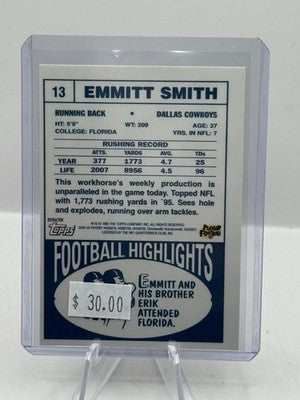 13 EMMITT SMITH
RUNNING BACK • DALLAS COWBOYS
HT: 5'9" WT: 209 AGE: 27
COLLEGE: FLORIDA YRS. IN NFL: 7
RUSHING RECORD
ATTS. YARDS AVG. TDs
YEAR 377 1773 4.7 25
LIFE 2007 8956 4.5 96
This workhorse's weekly production is
unparalleled in the game today. Topped NFL
with 1,773 rushing yards in '95. Sees hole
and explodes, running over arm tackles.
REFRACTOR
Topps
FOOTBALL HIGHLIGHTS
$ 30.00
EMMITT AND
HIS BROTHER
ERIK
ATTENDED
FLORIDA.